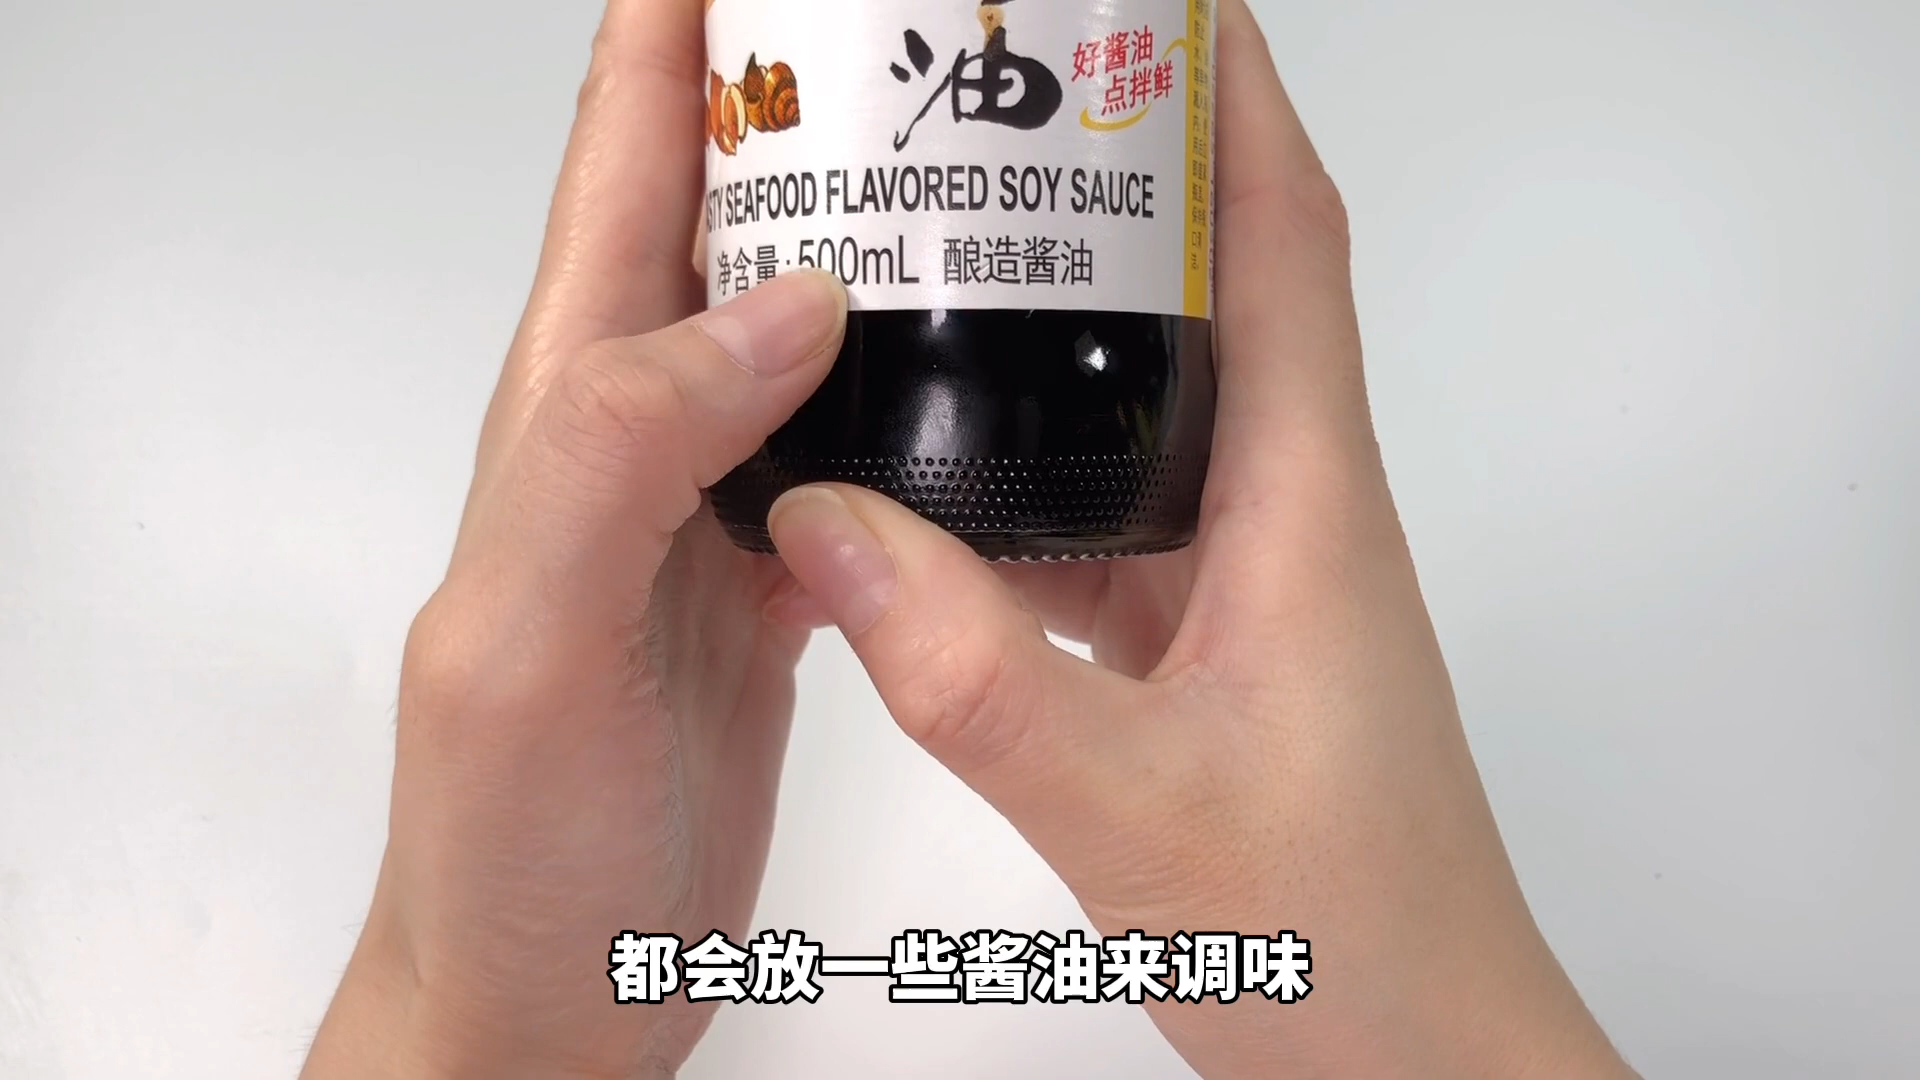 油
好酱油
点拌鲜
STY SEAFOOD FLAVORED SOY SAUCE
净含量:500mL 酿造酱油
都会放一些酱油来调味